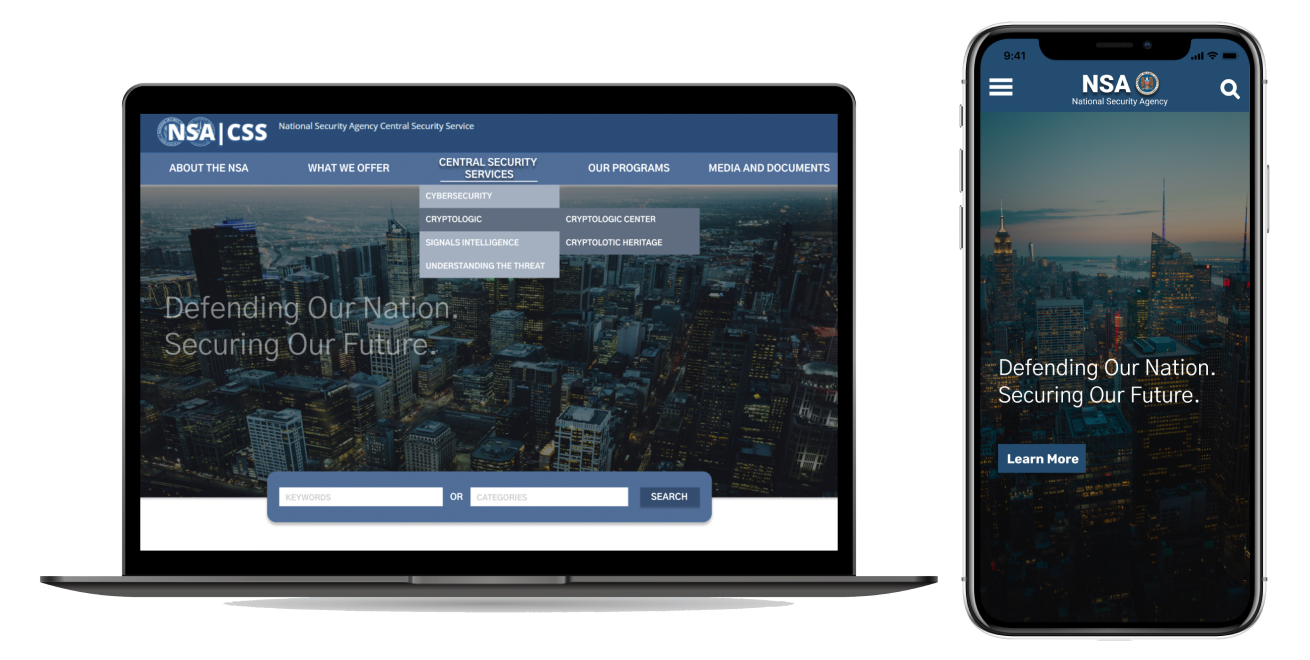 NSA|CSS National Security Agency Central Security Service
ABOUT THE NSA
WHAT WE OFFER
CENTRAL SECURITY
SERVICES
OUR PROGRAMS
MEDIA AND DOCUMENTS
CYBERSECURITY
CRYPTOLOGIC
CRYPTOLOGIC CENTER
SIGNALS INTELLIGENCE
CRYPTOLOTIC HERITAGE
UNDERSTANDING THE THREAT
Defending Our Nation.
Securing Our Future.
KEYWORDS
OR
CATEGORIES
SEARCH
9:41
NSA
National Security Agency
Defending Our Nation.
Securing Our Future.
Learn More